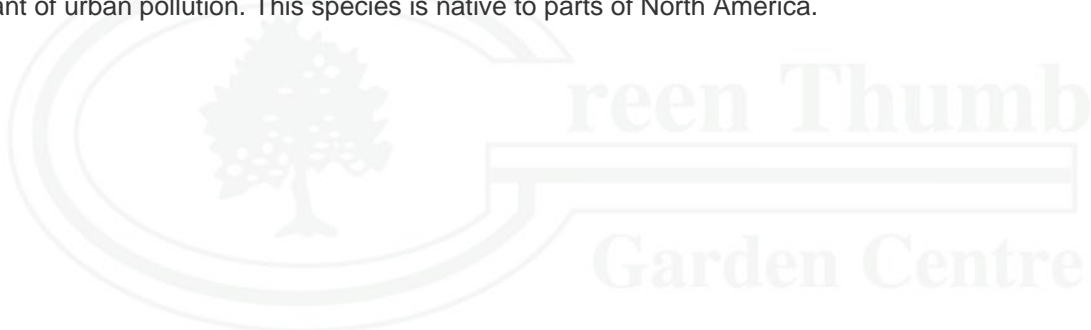 ant of urban pollution. This species is native to parts of North America.
reen Thumb
Garden Centre